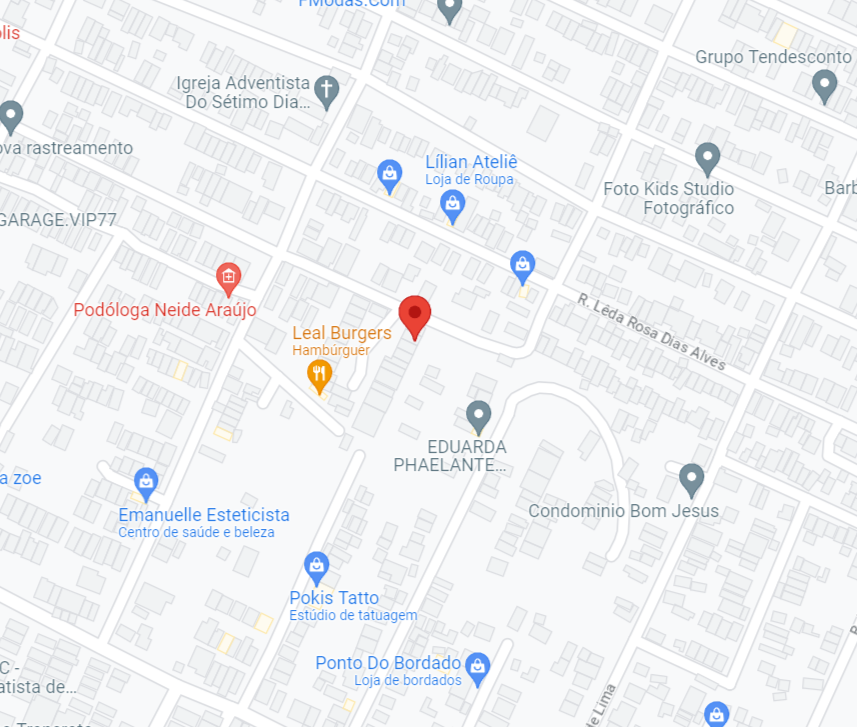 FModas.Com
olis
Grupo Tendesconto
Igreja Adventista
Do Sétimo Dia...
ova rastreamento
Lílian Ateliê
Loja de Roupa
Foto Kids Studio
Fotográfico
Barb
GARAGE.VIP77
Podóloga Neide Araújo
R. Lêda Rosa Dias Alves
Leal Burgers
Hambúrguer
EDUARDA
PHAELANTE...
a zoe
Emanuelle Esteticista
Centro de saúde e beleza
Condominio Bom Jesus
Pokis Tatto
Estúdio de tatuagem
Ponto Do Bordado
Loja de bordados
C -
atista de...
de Lima